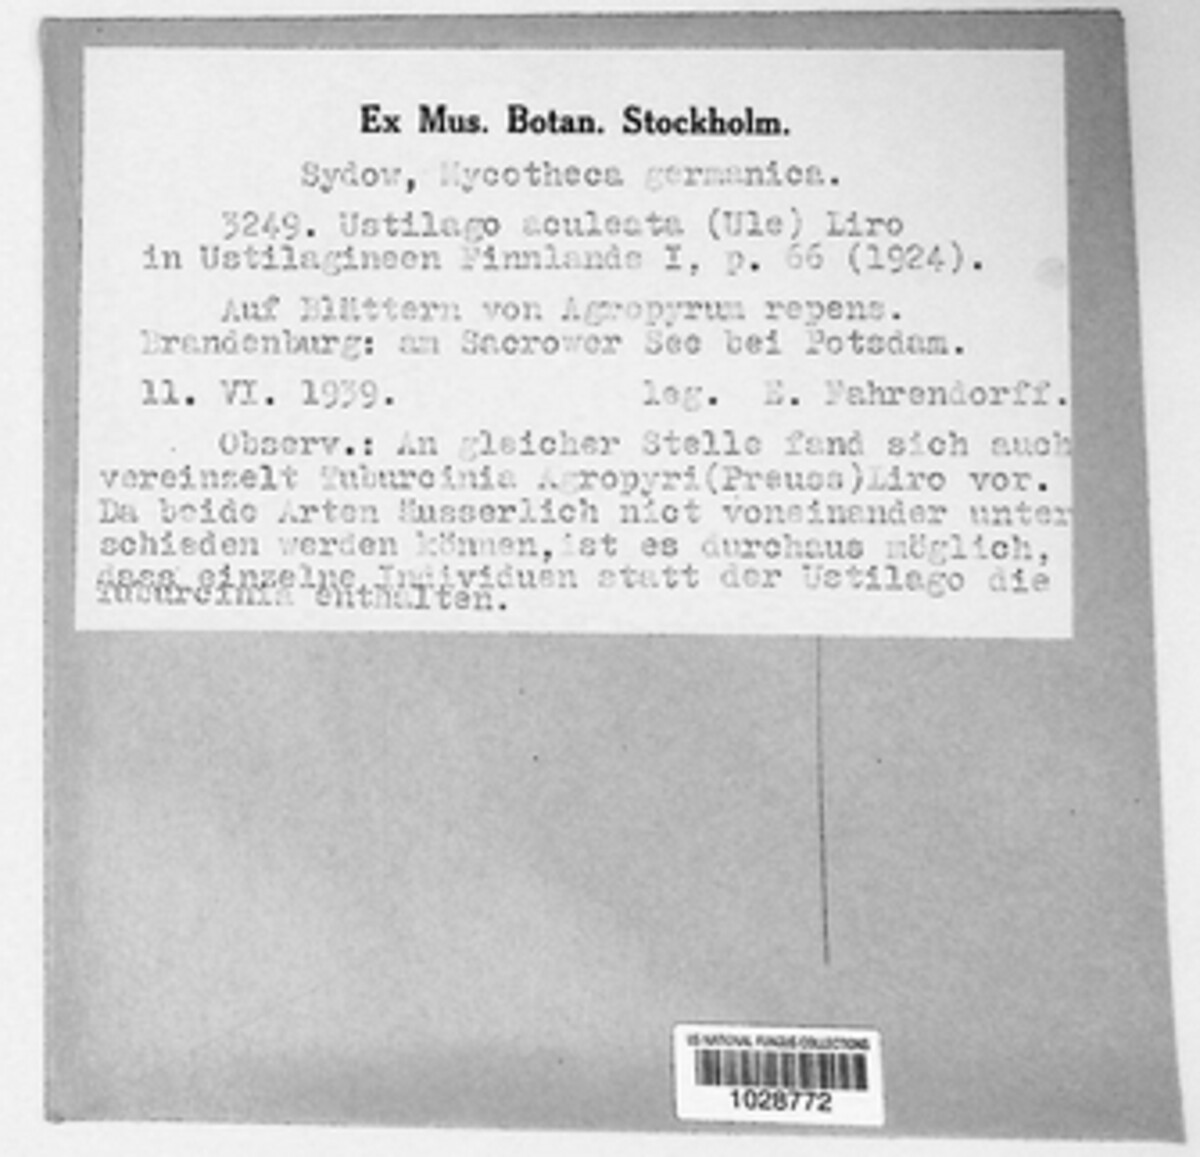 Ex Mus. Botan. Stockholm.
Sydow, Mycotheca germanica.
3249. Ustilago aculeata (Ule) Liro
in Ustilagineen Finnlands I, p. 66 (1924).
Auf Blättern von Agropyrum repens.
Brandenburg: am Sacrower See bei Potsdam.
11. VI. 1939. leg. E. Fahrendorff.
Observ.: An gleicher Stelle fand sich auch
vereinzelt Tuburcinia Agropyri(Preuss)Liro vor.
Da beide Arten äusserlich nict voneinander unter
schieden werden können, ist es durchaus möglich,
dass einzelne Individuen statt der Ustilago die
Tuburcinia enthalten.
US NATIONAL FUNGUS COLLECTIONS
1028772